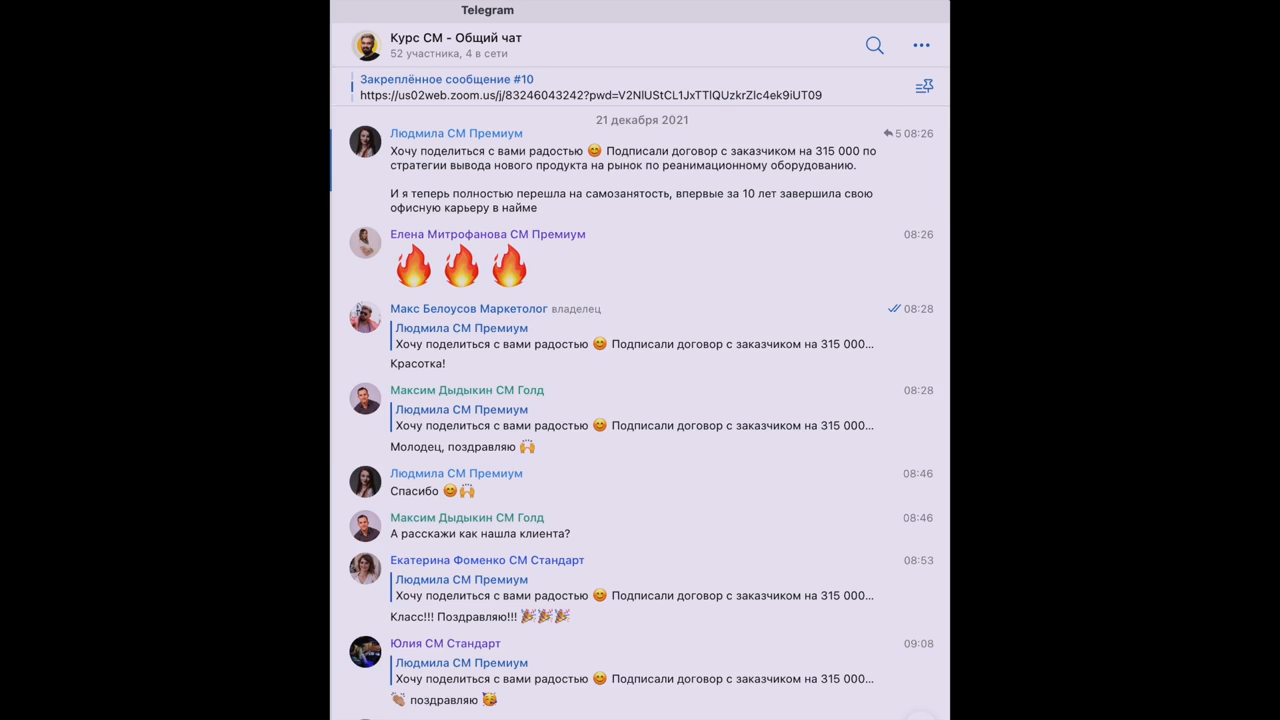 Telegram
Курс СМ - Общий чат
52 участника, 4 в сети
Закреплённое сообщение #10
https://us02web.zoom.us/j/83246043242?pwd=V2NIUStCL1JxTTlQUzkrZlc4ek9iUT09
21 декабря 2021
Людмила СМ Премиум
5 08:26
Хочу поделиться с вами радостью 😊 Подписали договор с заказчиком на 315 000 по
стратегии вывода нового продукта на рынок по реанимационному оборудованию.
И я теперь полностью перешла на самозанятость, впервые за 10 лет завершила свою
офисную карьеру в найме
Елена Митрофанова СМ Премиум
08:26
🔥 🔥 🔥
Макс Белоусов Маркетолог владелец
08:28
Людмила СМ Премиум
Хочу поделиться с вами радостью 😊 Подписали договор с заказчиком на 315 000...
Красотка!
Максим Дыдыкин СМ Голд
08:28
Людмила СМ Премиум
Хочу поделиться с вами радостью 😊 Подписали договор с заказчиком на 315 000...
Молодец, поздравляю 🙌
Людмила СМ Премиум
08:46
Спасибо 😊🙌
Максим Дыдыкин СМ Голд
08:46
А расскажи как нашла клиента?
Екатерина Фоменко СМ Стандарт
08:53
Людмила СМ Премиум
Хочу поделиться с вами радостью 😊 Подписали договор с заказчиком на 315 000...
Класс!!! Поздравляю!!! 🎉🎉🎉
Юлия СМ Стандарт
09:08
Людмила СМ Премиум
Хочу поделиться с вами радостью 😊 Подписали договор с заказчиком на 315 000...
👏🏽 поздравляю 🥳